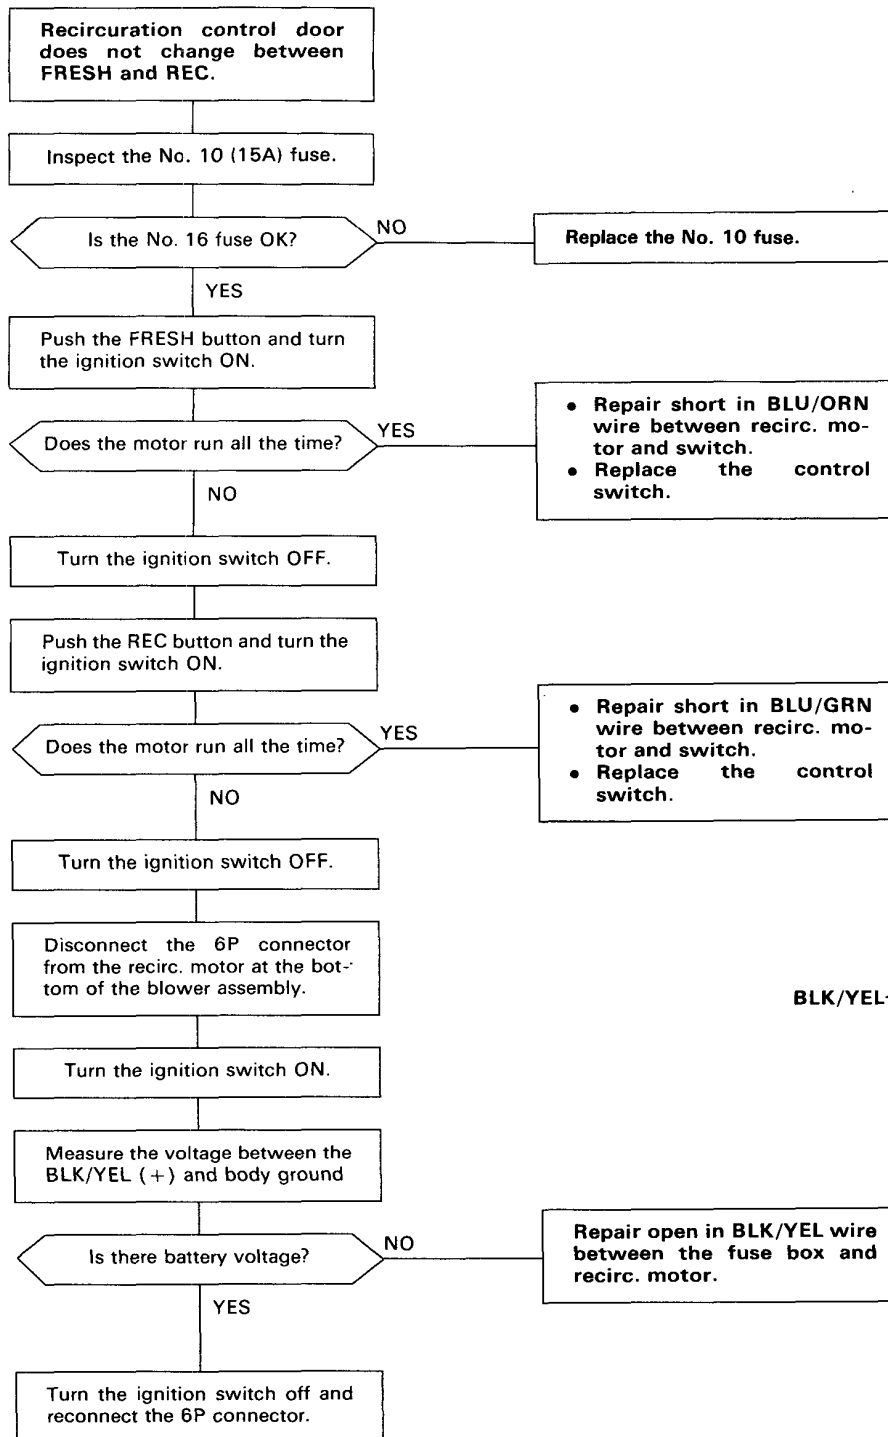 Recircuration control door
does not change between
FRESH and REC.
Inspect the No. 10 (15A) fuse.
Is the No. 16 fuse OK?
NO
Replace the No. 10 fuse.
YES
Push the FRESH button and turn
the ignition switch ON.
Does the motor run all the time?
YES
• Repair short in BLU/ORN
wire between recirc. mo-
tor and switch.
• Replace the control
switch.
NO
Turn the ignition switch OFF.
Push the REC button and turn the
ignition switch ON.
Does the motor run all the time?
YES
• Repair short in BLU/GRN
wire between recirc. mo-
tor and switch.
• Replace the control
switch.
NO
Turn the ignition switch OFF.
Disconnect the 6P connector
from the recirc. motor at the bot-
tom of the blower assembly.
BLK/YEL
Turn the ignition switch ON.
Measure the voltage between the
BLK/YEL (+) and body ground
Is there battery voltage?
NO
Repair open in BLK/YEL wire
between the fuse box and
recirc. motor.
YES
Turn the ignition switch off and
reconnect the 6P connector.